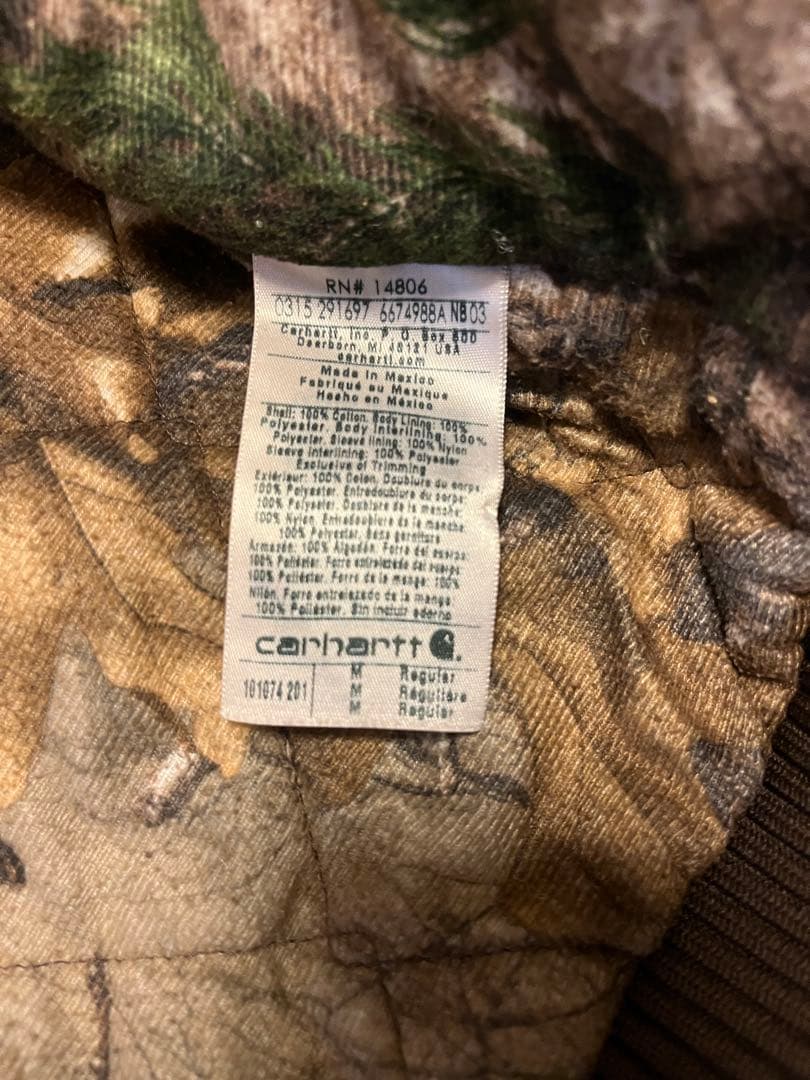 RN# 14806
0315 291697 6674988A NB 03
Carhartt, Inc. P.O. Box 600
Dearborn, MI 48121 USA
carhartt.com
Made in Mexico
Fabriqué au Mexique
Hecho en México
Shell: 100% Cotton. Body Lining: 100%
Polyester. Body Interlining: 100%
Polyester. Sleeve lining: 100% Nylon
Sleeve interlining: 100% Polyester
Exclusive of Trimming
Extérieur: 100% Coton. Doublure du corps:
100% Polyester. Entredoublure du corps:
100% Polyester. Doublure de la manche:
100% Nylon. Entredoublure de la manche:
100% Polyester. Sans garniture
Armazón: 100% Algodón. Forro del cuerpo:
100% Poliéster. Forro entrelazado del cuerpo
100% Poliéster. Forro de la manga: 100%
Nilón. Forro entrelazado de la manga
100% Poliéster. Sin incluir adorno
carhartt
M Regular
101074 201 M Régulière
M Regular